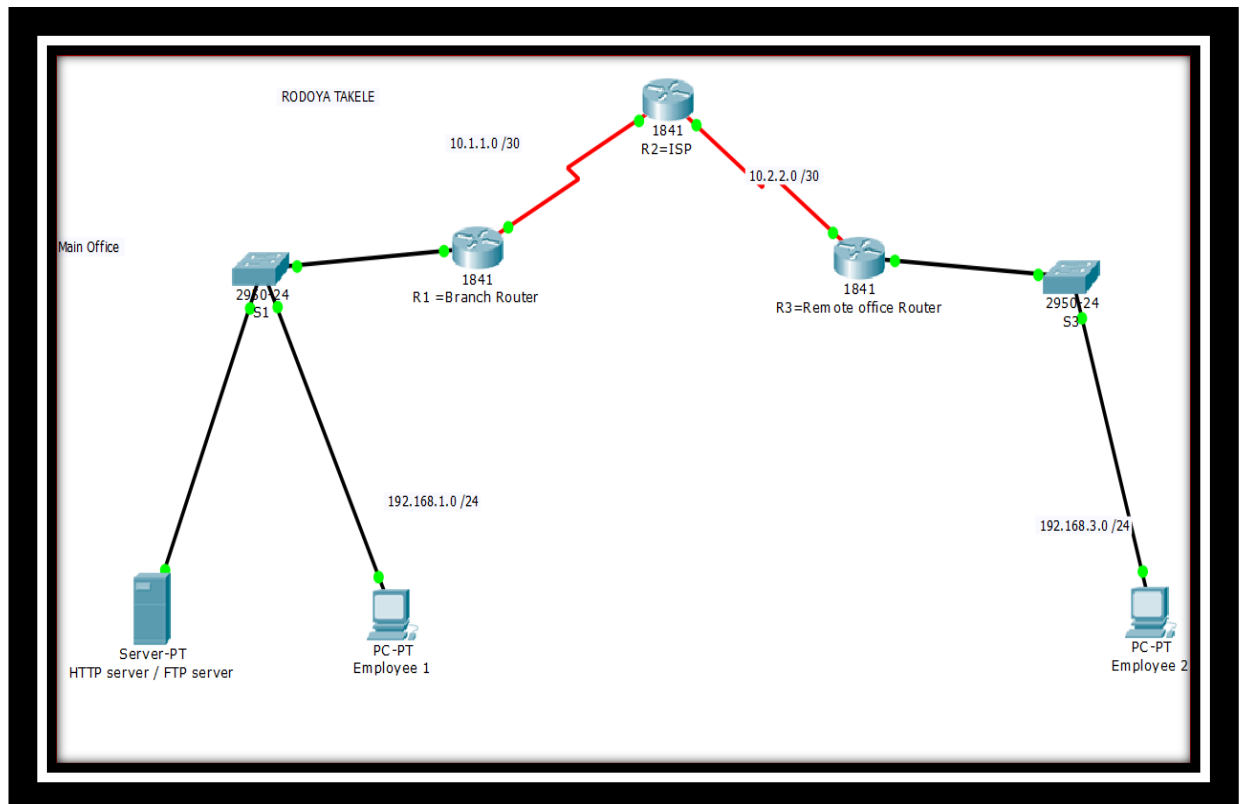 RODOYA TAKELE
1841
R2=ISP
10.1.1.0 /30
10.2.2.0 /30
Main Office
1841
R1 =Branch Router
2950-24
S1
1841
R3=Remote office Router
2950-24
S3
192.168.1.0 /24
192.168.3.0 /24
Server-PT
HTTP server / FTP server
PC-PT
Employee 1
PC-PT
Employee 2